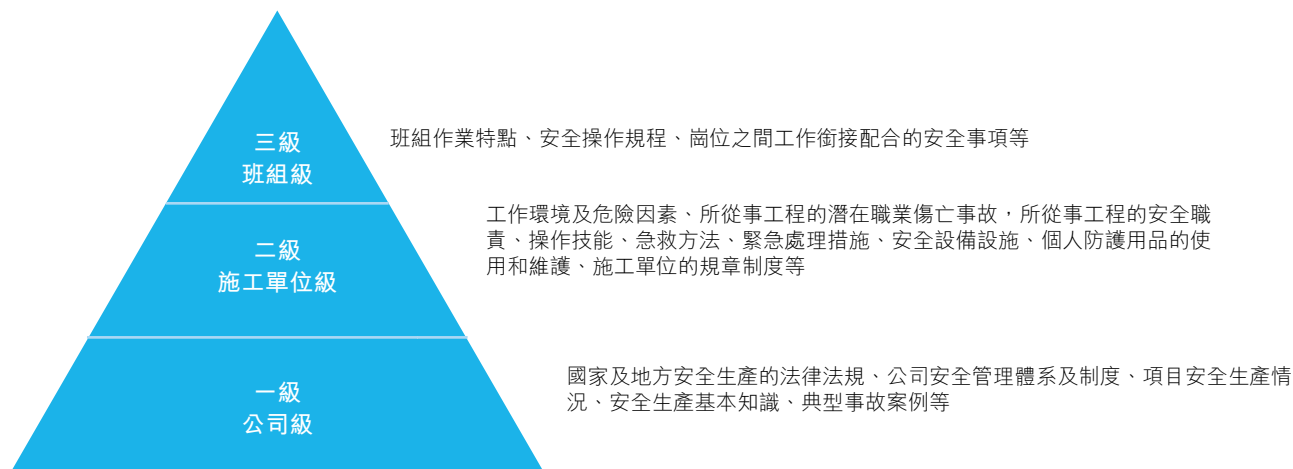 三級
班組級
班組作業特點、安全操作規程、崗位之間工作銜接配合的安全事項等
二級
施工單位級
工作環境及危險因素、所從事工程的潛在職業傷亡事故，所從事工程的安全職
責、操作技能、急救方法、緊急處理措施、安全設備設施、個人防護用品的使
用和維護、施工單位的規章制度等
一級
公司級
國家及地方安全生產的法律法規、公司安全管理體系及制度、項目安全生產情
況、安全生產基本知識、典型事故案例等